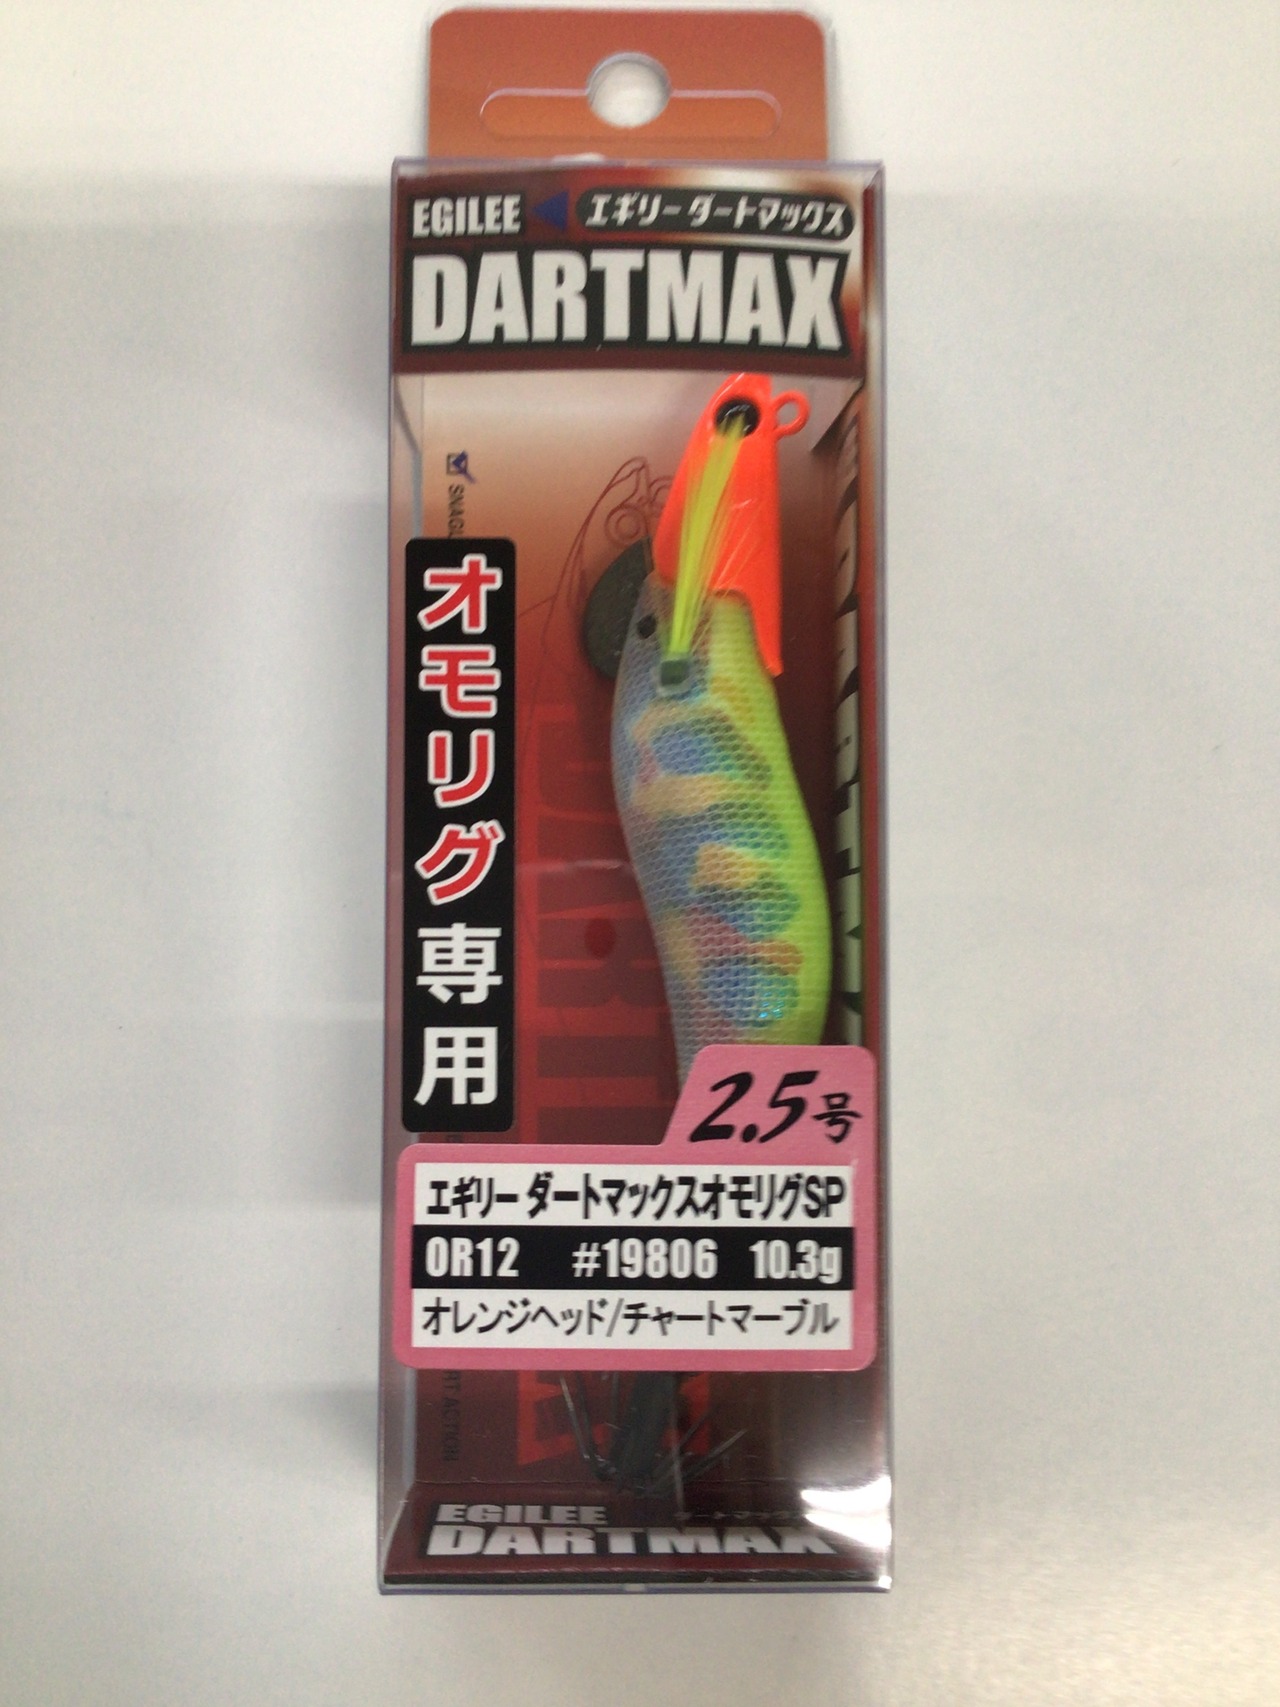 EGILEE エギリー ダートマックス
DARTMAX
SNAGL
オモリグ専用
2.5号
エギリー ダートマックスオモリグSP
OR12 #19806 10.3g
オレンジヘッド/チャートマーブル
RT ACTION
EGILEE
DARTMAX